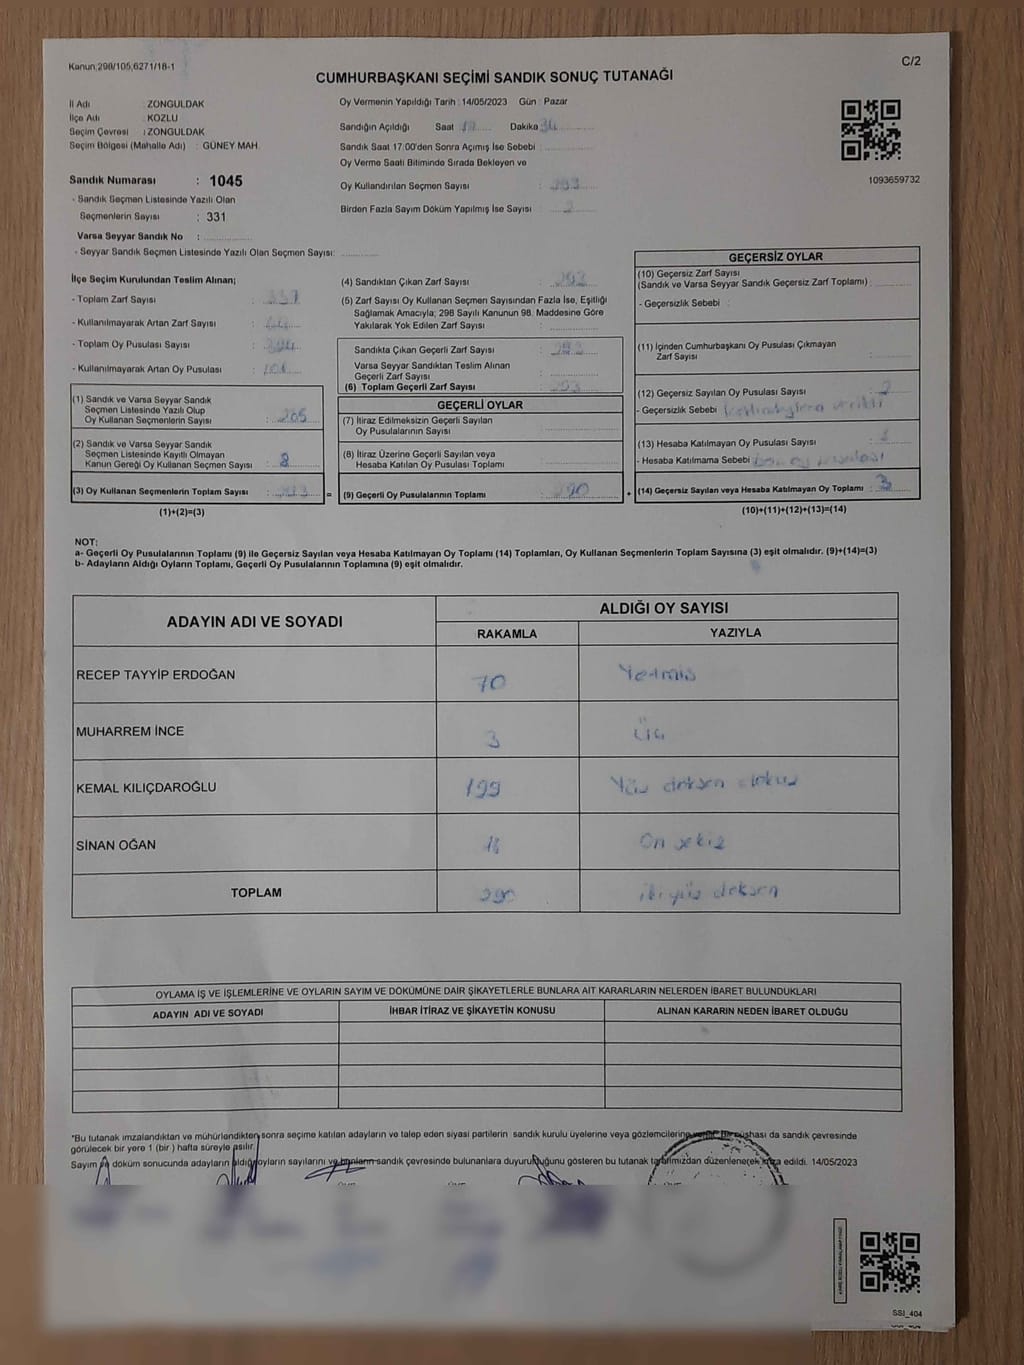 Kanun;298/105,6271/18-1
C/2
CUMHURBAŞKANI SEÇİMİ SANDIK SONUÇ TUTANAĞI
İl Adı : ZONGULDAK
İlçe Adı : KOZLU
Seçim Çevresi : ZONGULDAK
Seçim Bölgesi (Mahalle Adı) : GÜNEY MAH.
Oy Vermenin Yapıldığı Tarih : 14/05/2023 Gün : Pazar
Sandığın Açıldığı Saat Dakika
Sandık Saat 17:00'den Sonra Açımış İse Sebebi :
Oy Verme Saati Bitiminde Sırada Bekleyen ve
Oy Kullandırılan Seçmen Sayısı : 293
Birden Fazla Sayım Döküm Yapılmış İse Sayısı :
1093659732
Sandık Numarası : 1045
- Sandık Seçmen Listesinde Yazılı Olan
Seçmenlerin Sayısı : 331
Varsa Seyyar Sandık No :
- Seyyar Sandık Seçmen Listesinde Yazılı Olan Seçmen Sayısı:
İlçe Seçim Kurulundan Teslim Alınan;
- Toplam Zarf Sayısı :
- Kullanılmayarak Artan Zarf Sayısı :
- Toplam Oy Pusulası Sayısı :
- Kullanılmayarak Artan Oy Pusulası :
(1) Sandık ve Varsa Seyyar Sandık
Seçmen Listesinde Yazılı Olup
Oy Kullanan Seçmenlerin Sayısı : 285
(2) Sandık ve Varsa Seyyar Sandık
Seçmen Listesinde Kayıtlı Olmayan
Kanun Gereği Oy Kullanan Seçmen Sayısı : 8
(3) Oy Kullanan Seçmenlerin Toplam Sayısı : 293
(1)+(2)=(3)
(4) Sandıktan Çıkan Zarf Sayısı : 293
(5) Zarf Sayısı Oy Kullanan Seçmen Sayısından Fazla İse, Eşitliği
Sağlamak Amacıyla; 298 Sayılı Kanunun 98. Maddesine Göre
Yakılarak Yok Edilen Zarf Sayısı :
Sandıkta Çıkan Geçerli Zarf Sayısı : 293
Varsa Seyyar Sandıktan Teslim Alınan
Geçerli Zarf Sayısı :
(6) Toplam Geçerli Zarf Sayısı : 293
=
GEÇERLİ OYLAR
(7) İtiraz Edilmeksizin Geçerli Sayılan
Oy Pusulalarının Sayısı :
(8) İtiraz Üzerine Geçerli Sayılan veya
Hesaba Katılan Oy Pusulası Toplamı :
(9) Geçerli Oy Pusulalarının Toplamı : 290
+
GEÇERSİZ OYLAR
(10) Geçersiz Zarf Sayısı
(Sandık ve Varsa Seyyar Sandık Geçersiz Zarf Toplamı) :
- Geçersizlik Sebebi :
(11) İçinden Cumhurbaşkanı Oy Pusulası Çıkmayan
Zarf Sayısı :
(12) Geçersiz Sayılan Oy Pusulası Sayısı : 2
- Geçersizlik Sebebi
(13) Hesaba Katılmayan Oy Pusulası Sayısı :
- Hesaba Katılmama Sebebi
(14) Geçersiz Sayılan veya Hesaba Katılmayan Oy Toplamı : 3
(10)+(11)+(12)+(13)=(14)
NOT:
a- Geçerli Oy Pusulalarının Toplamı (9) ile Geçersiz Sayılan veya Hesaba Katılmayan Oy Toplamı (14) Toplamları, Oy Kullanan Seçmenlerin Toplam Sayısına (3) eşit olmalıdır. (9)+(14)=(3)
b- Adayların Aldığı Oyların Toplamı, Geçerli Oy Pusulalarının Toplamına (9) eşit olmalıdır.
ADAYIN ADI VE SOYADI
ALDIĞI OY SAYISI
RAKAMLA YAZIYLA
RECEP TAYYİP ERDOĞAN 70 Yetmiş
MUHARREM İNCE 3 Üç
KEMAL KILIÇDAROĞLU 199 Yüz doksan dokuz
SİNAN OĞAN 18 On sekiz
TOPLAM 290 iki yüz doksan
OYLAMA İŞ VE İŞLEMLERİNE VE OYLARIN SAYIM VE DÖKÜMÜNE DAİR ŞİKAYETLERLE BUNLARA AİT KARARLARIN NELERDEN İBARET BULUNDUKLARI
ADAYIN ADI VE SOYADI İHBAR İTİRAZ VE ŞİKAYETİN KONUSU ALINAN KARARIN NEDEN İBARET OLDUĞU
*Bu tutanak imzalandıktan ve mühürlendikten sonra seçime katılan adayların ve talep eden siyasi partilerin sandık kurulu üyelerine veya gözlemcilerine bir nüshası da sandık çevresinde
görülecek bir yere 1 (bir ) hafta süreyle asılır.
Sayım ve döküm sonucunda adayların aldığı oyların sayılarını ve bunların sandık çevresinde bulunanlara duyurulduğunu gösteren bu tutanak tarafımızdan düzenlenerek imza edildi. 14/05/2023
SSI_404